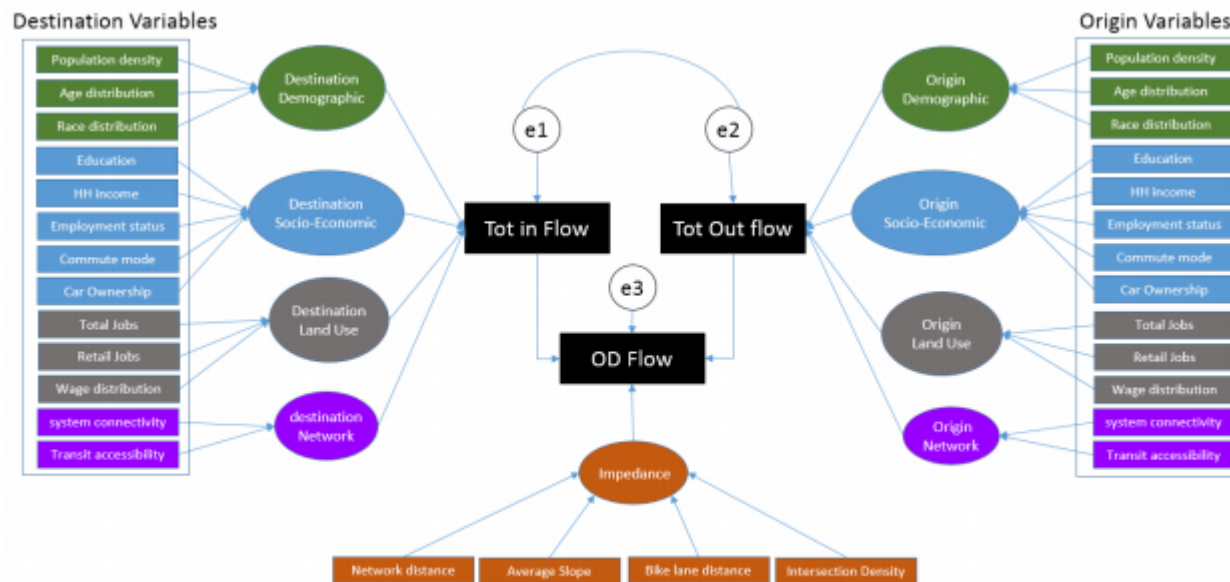 Destination Variables
Population density
Age distribution
Race distribution
Education
HH income
Employment status
Commute mode
Car Ownership
Total Jobs
Retail Jobs
Wage distribution
system connectivity
Transit accessibility
Destination
Demographic
Destination
Socio-Economic
Destination
Land Use
destination
Network
e1
e2
Tot in Flow
Tot Out flow
e3
OD Flow
Impedance
Network distance
Average Slope
Bike lane distance
Intersection Density
Origin Variables
Origin
Demographic
Origin
Socio-Economic
Origin
Land Use
Origin
Network
Population density
Age distribution
Race distribution
Education
HH income
Employment status
Commute mode
Car Ownership
Total Jobs
Retail Jobs
Wage distribution
system connectivity
Transit accessibility